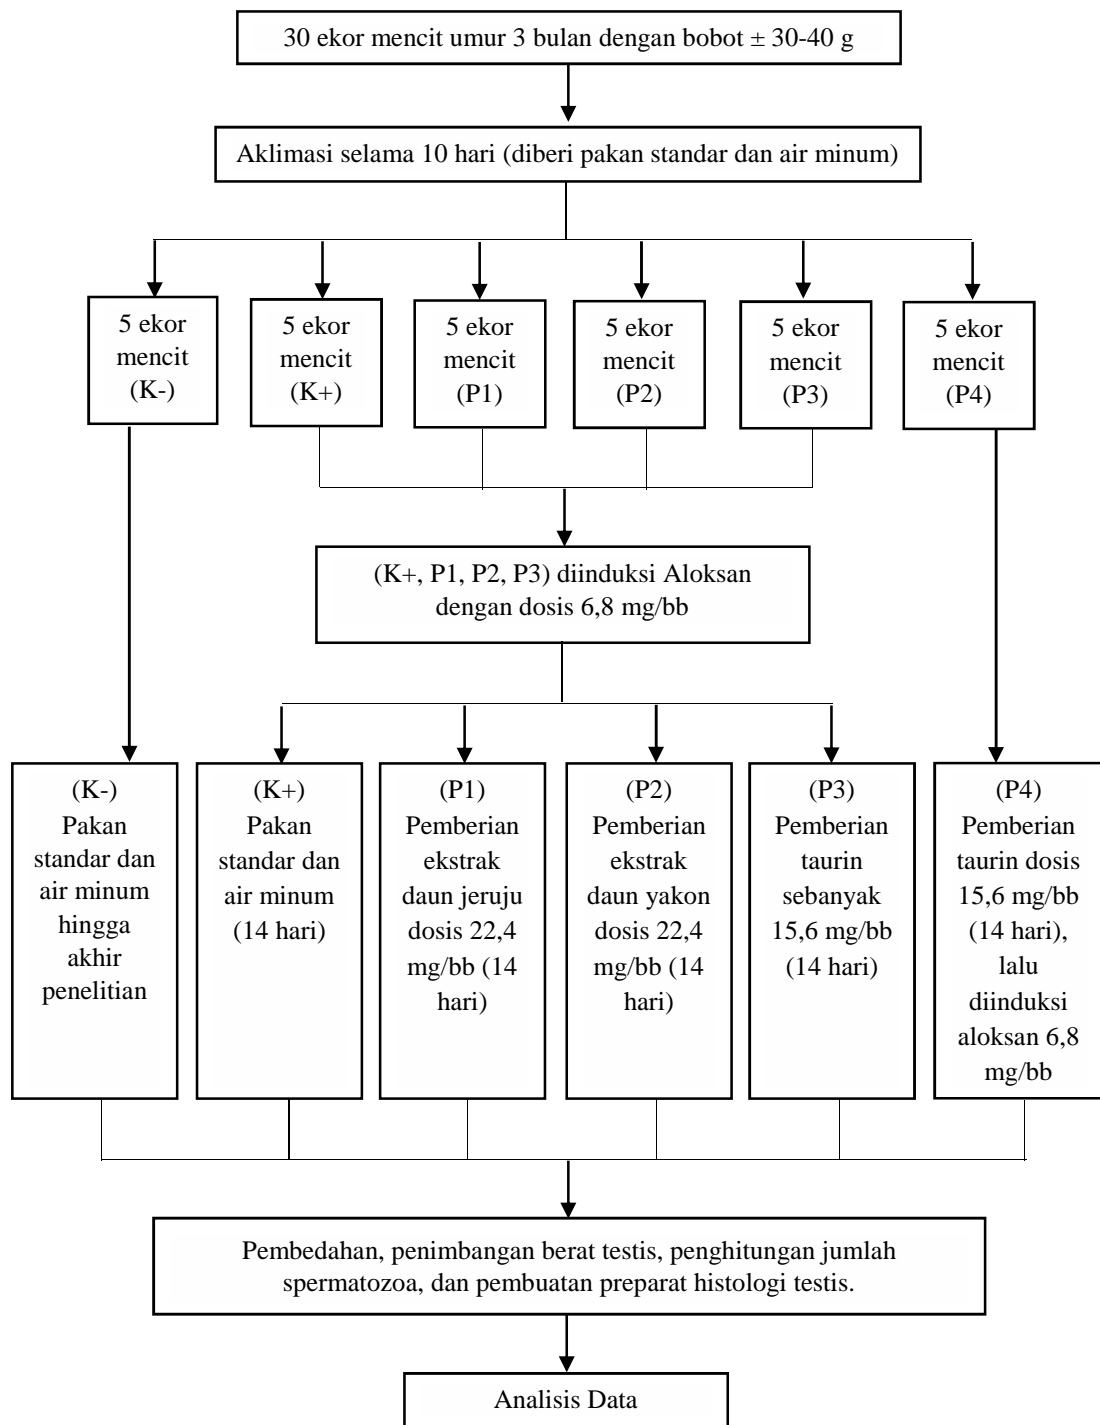 30 ekor mencit umur 3 bulan dengan bobot ± 30-40 g
Aklimasi selama 10 hari (diberi pakan standar dan air minum)
5 ekor
mencit
(K-)
5 ekor
mencit
(K+)
5 ekor
mencit
(P1)
5 ekor
mencit
(P2)
5 ekor
mencit
(P3)
5 ekor
mencit
(P4)
(K+, P1, P2, P3) diinduksi Aloksan
dengan dosis 6,8 mg/bb
(K-)
Pakan
standar dan
air minum
hingga
akhir
penelitian
(K+)
Pakan
standar dan
air minum
(14 hari)
(P1)
Pemberian
ekstrak
daun jeruju
dosis 22,4
mg/bb (14
hari)
(P2)
Pemberian
ekstrak
daun yakon
dosis 22,4
mg/bb (14
hari)
(P3)
Pemberian
taurin
sebanyak
15,6 mg/bb
(14 hari)
(P4)
Pemberian
taurin dosis
15,6 mg/bb
(14 hari),
lalu
diinduksi
aloksan 6,8
mg/bb
Pembedahan, penimbangan berat testis, penghitungan jumlah
spermatozoa, dan pembuatan preparat histologi testis.
Analisis Data